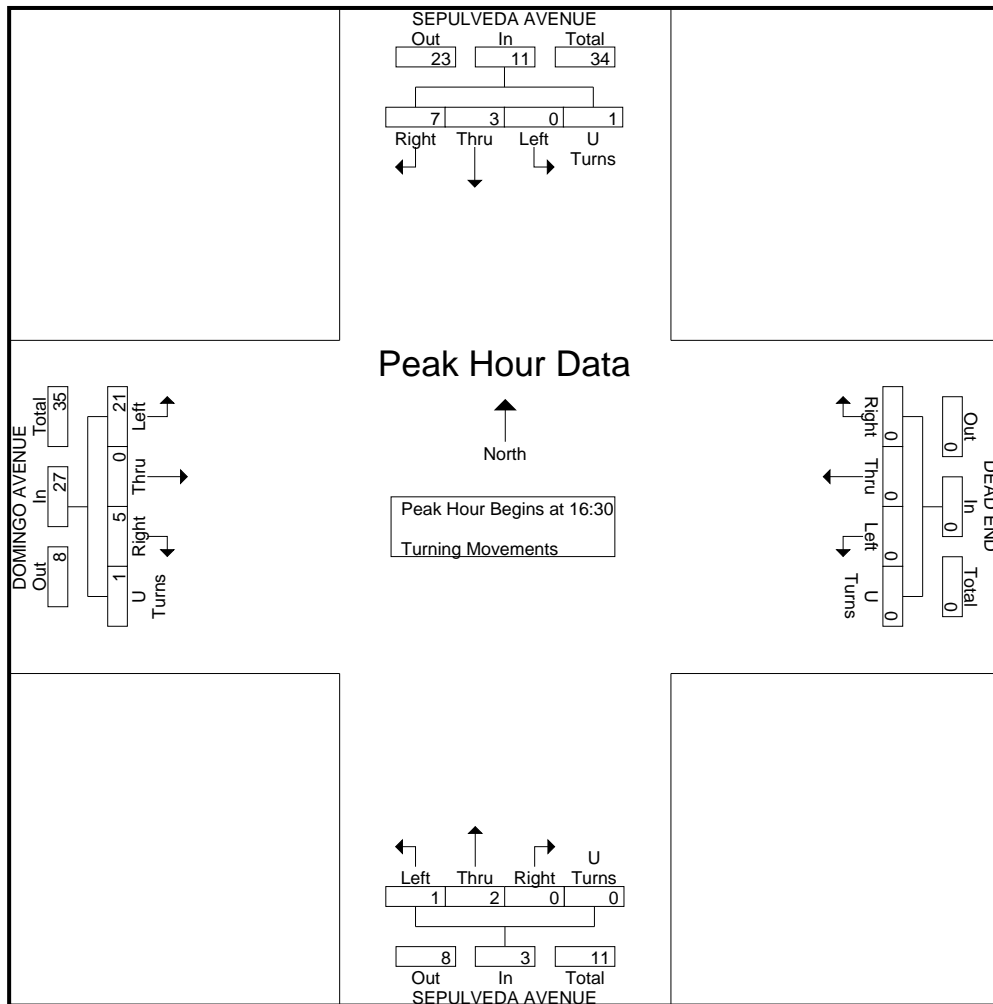 SEPULVEDA AVENUE
Out In Total
23 11 34
7 3 0 1
Right Thru Left U
Turns
Peak Hour Data
North
Peak Hour Begins at 16:30
Turning Movements
DOMINGO AVENUE
Out In Total
8 27 35
21 0 5 1
Left Thru Right U
Turns
DEAD END
Out In Total
0 0 0
0 0 0 0
Right Thru Left U
Turns
U
Left Thru Right Turns
1 2 0 0
8 3 11
Out In Total
SEPULVEDA AVENUE